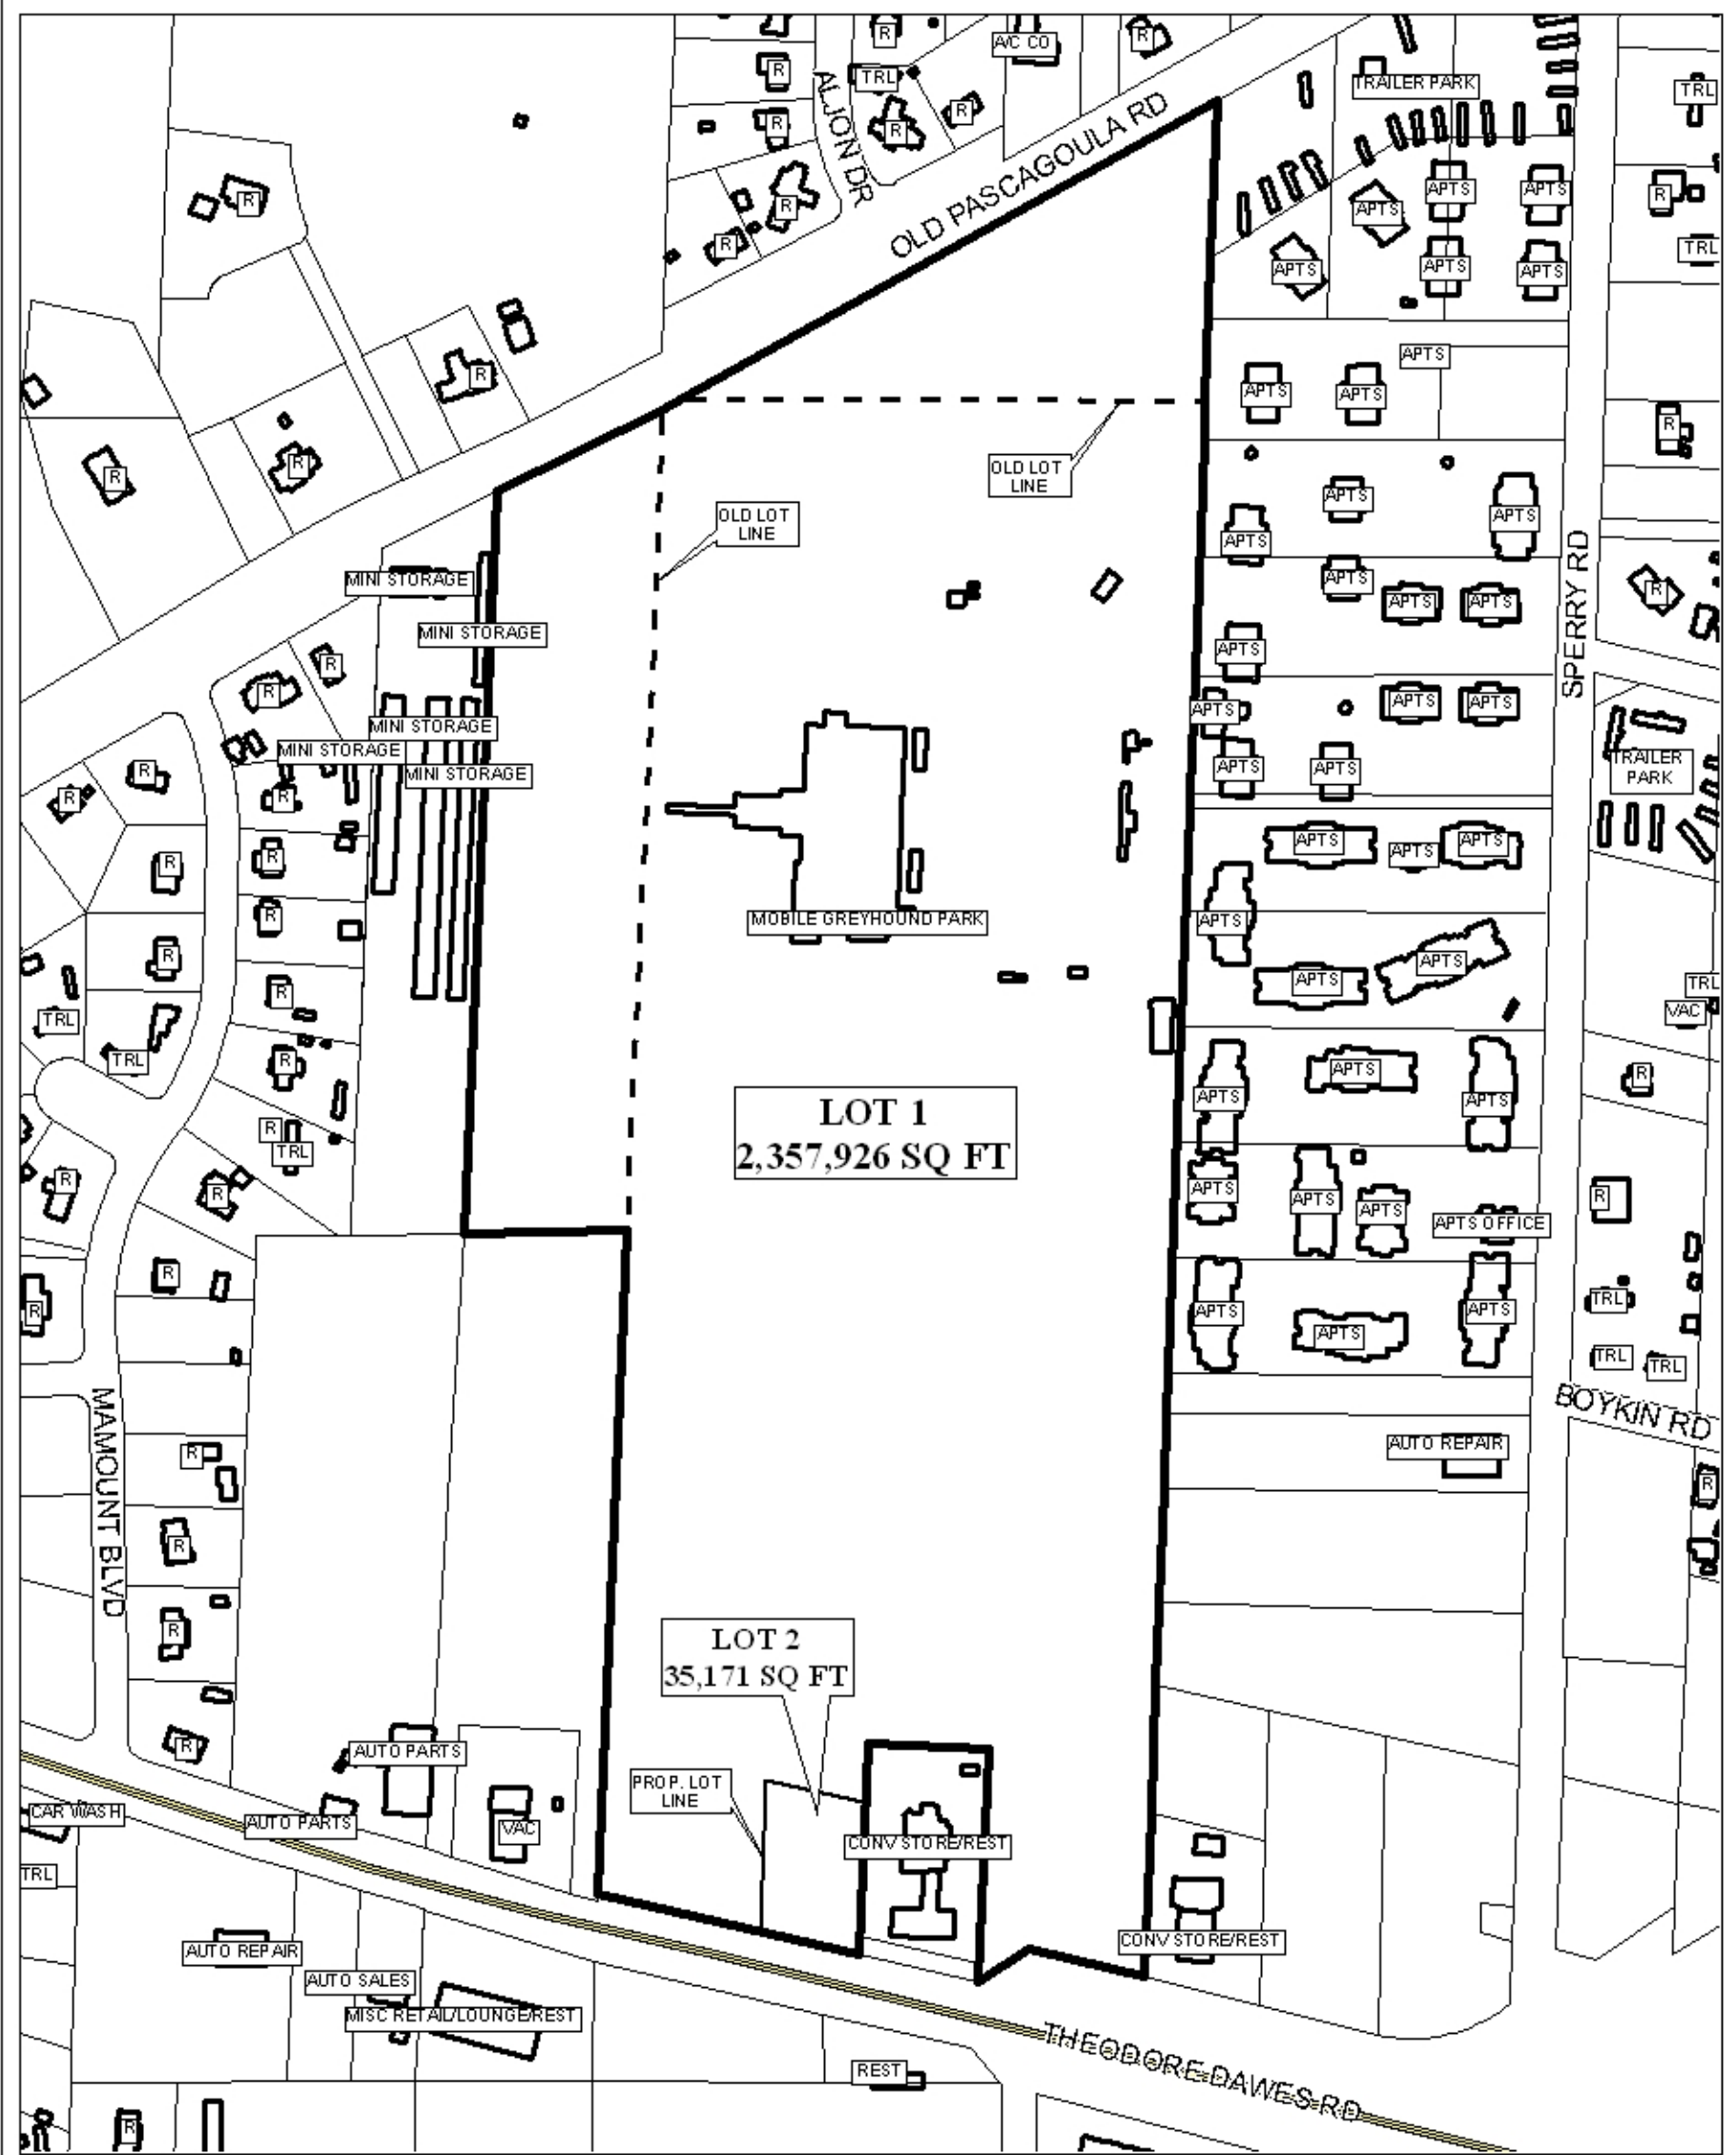 R
A/C CO
R
R
TRL
TRAILER PARK
TRL
R
R
R
ALJON DR
OLD PASCAGOULA RD
R
R
R
APTS
APTS
APTS
R
APTS
APTS
APTS
TRL
APTS
R
APTS
APTS
R
R
R
OLD LOT
LINE
OLD LOT
LINE
APTS
APTS
APTS
MINI STORAGE
APTS
APTS
APTS
R
MINI STORAGE
APTS
SPERRY RD
R
R
MINI STORAGE
APTS
APTS
APTS
MINI STORAGE
MINI STORAGE
APTS
APTS
TRAILER
PARK
R
R
R
APTS
APTS
APTS
R
R
R
MOBILE GREYHOUND PARK
APTS
R
APTS
APTS
R
TRL
TRL
VAC
TRL
R
APTS
R
LOT 1
2,357,926 SQ FT
APTS
APTS
R
TRL
R
R
APTS
APTS
APTS
APTS OFFICE
R
R
R
APTS
APTS
APTS
TRL
TRL
TRL
MAMOUNT BLVD
BOYKIN RD
R
AUTO REPAIR
R
R
R
LOT 2
35,171 SQ FT
R
AUTO PARTS
PROP. LOT
LINE
CAR WASH
AUTO PARTS
VAC
CONV STORE/REST
TRL
AUTO REPAIR
CONV STORE/REST
AUTO SALES
MISC RETAIL/LOUNGE/REST
THEODORE DAWES RD
REST
R